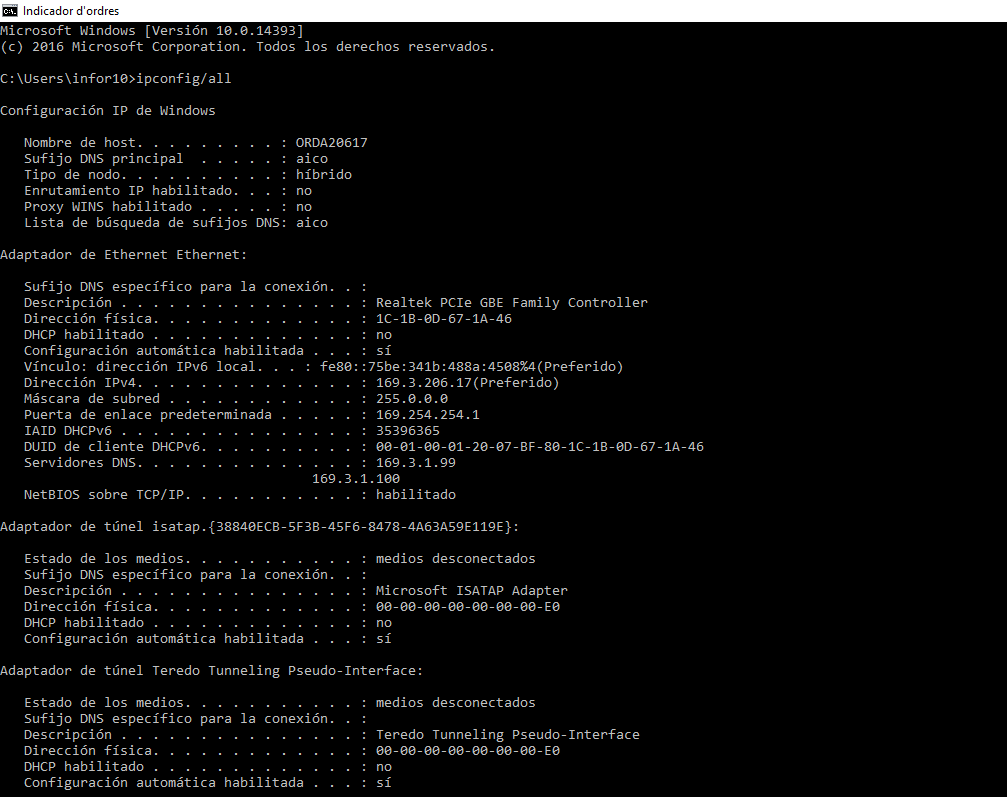 Indicador d'ordres
Microsoft Windows [Versión 10.0.14393]
(c) 2016 Microsoft Corporation. Todos los derechos reservados.
C:\Users\infor10>ipconfig/all
Configuración IP de Windows
Nombre de host. . . . . . . . . : ORDA20617
Sufijo DNS principal  . . . . . : aico
Tipo de nodo. . . . . . . . . . : híbrido
Enrutamiento IP habilitado. . . : no
Proxy WINS habilitado . . . . . : no
Lista de búsqueda de sufijos DNS: aico
Adaptador de Ethernet Ethernet:
Sufijo DNS específico para la conexión. . :
Descripción . . . . . . . . . . . . . . . : Realtek PCIe GBE Family Controller
Dirección física. . . . . . . . . . . . . : 1C-1B-0D-67-1A-46
DHCP habilitado . . . . . . . . . . . . . : no
Configuración automática habilitada . . . : sí
Vínculo: dirección IPv6 local. . . : fe80::75be:341b:488a:4508%4(Preferido)
Dirección IPv4. . . . . . . . . . . . . . : 169.3.206.17(Preferido)
Máscara de subred . . . . . . . . . . . . : 255.0.0.0
Puerta de enlace predeterminada . . . . . : 169.254.254.1
IAID DHCPv6 . . . . . . . . . . . . . . . : 35396365
DUID de cliente DHCPv6. . . . . . . . . . : 00-01-00-01-20-07-BF-80-1C-1B-0D-67-1A-46
Servidores DNS. . . . . . . . . . . . . . : 169.3.1.99
169.3.1.100
NetBIOS sobre TCP/IP. . . . . . . . . . . : habilitado
Adaptador de túnel isatap.{38840ECB-5F3B-45F6-8478-4A63A59E119E}:
Estado de los medios. . . . . . . . . . . : medios desconectados
Sufijo DNS específico para la conexión. . :
Descripción . . . . . . . . . . . . . . . : Microsoft ISATAP Adapter
Dirección física. . . . . . . . . . . . . : 00-00-00-00-00-00-00-E0
DHCP habilitado . . . . . . . . . . . . . : no
Configuración automática habilitada . . . : sí
Adaptador de túnel Teredo Tunneling Pseudo-Interface:
Estado de los medios. . . . . . . . . . . : medios desconectados
Sufijo DNS específico para la conexión. . :
Descripción . . . . . . . . . . . . . . . : Teredo Tunneling Pseudo-Interface
Dirección física. . . . . . . . . . . . . : 00-00-00-00-00-00-00-E0
DHCP habilitado . . . . . . . . . . . . . : no
Configuración automática habilitada . . . : sí